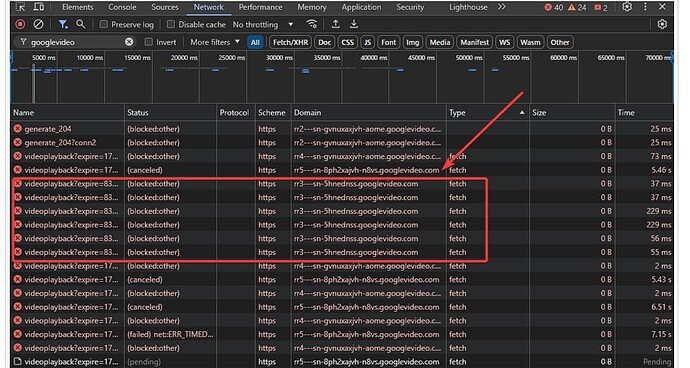 Elements Console Sources Network Performance Memory Application Security Lighthouse >> 40 24 2
Preserve log Disable cache No throttling
googlevideo Invert More filters All Fetch/XHR Doc CSS JS Font Img Media Manifest WS Wasm Other
5000 ms 10000 ms 15000 ms 20000 ms 25000 ms 30000 ms 35000 ms 40000 ms 45000 ms 50000 ms 55000 ms 60000 ms 65000 ms 70000 ms
Name Status Protocol Scheme Domain Type Size Time
generate_204 (blocked:other) https rr2---sn-gvnuxaxjvh-aome.googlevideo.c... 0 B 25 ms
generate_204?conn2 (blocked:other) https rr2---sn-gvnuxaxjvh-aome.googlevideo.c... 0 B 25 ms
videoplayback?expire=17... (blocked:other) https rr4---sn-gvnuxaxjvh-aome.googlevideo.c... fetch 0 B 73 ms
videoplayback?expire=17... (canceled) https rr5---sn-8ph2xajvh-n8vs.googlevideo.com fetch 0 B 5.46 s
videoplayback?expire=83... (blocked:other) https rr3---sn-5hnednss.googlevideo.com fetch 0 B 37 ms
videoplayback?expire=83... (blocked:other) https rr3---sn-5hnednss.googlevideo.com fetch 0 B 37 ms
videoplayback?expire=83... (blocked:other) https rr3---sn-5hnednss.googlevideo.com fetch 0 B 229 ms
videoplayback?expire=83... (blocked:other) https rr3---sn-5hnednss.googlevideo.com fetch 0 B 229 ms
videoplayback?expire=83... (blocked:other) https rr3---sn-5hnednss.googlevideo.com fetch 0 B 56 ms
videoplayback?expire=83... (blocked:other) https rr3---sn-5hnednss.googlevideo.com fetch 0 B 55 ms
videoplayback?expire=17... (blocked:other) https rr4---sn-gvnuxaxjvh-aome.googlevideo.c... fetch 0 B 2 ms
videoplayback?expire=17... (canceled) https rr5---sn-8ph2xajvh-n8vs.googlevideo.com fetch 0 B 5.43 s
videoplayback?expire=17... (blocked:other) https rr4---sn-gvnuxaxjvh-aome.googlevideo.c... fetch 0 B 2 ms
videoplayback?expire=17... (canceled) https rr5---sn-8ph2xajvh-n8vs.googlevideo.com fetch 0 B 6.51 s
videoplayback?expire=17... (blocked:other) https rr4---sn-gvnuxaxjvh-aome.googlevideo.c... fetch 0 B 2 ms
videoplayback?expire=17... (failed) net::ERR_TIMED... https rr5---sn-8ph2xajvh-n8vs.googlevideo.com fetch 0 B 7.15 s
videoplayback?expire=17... (blocked:other) https rr4---sn-gvnuxaxjvh-aome.googlevideo.c... fetch 0 B 2 ms
videoplayback?expire=17... (pending) https rr5---sn-8ph2xajvh-n8vs.googlevideo.com fetch 0 B Pending